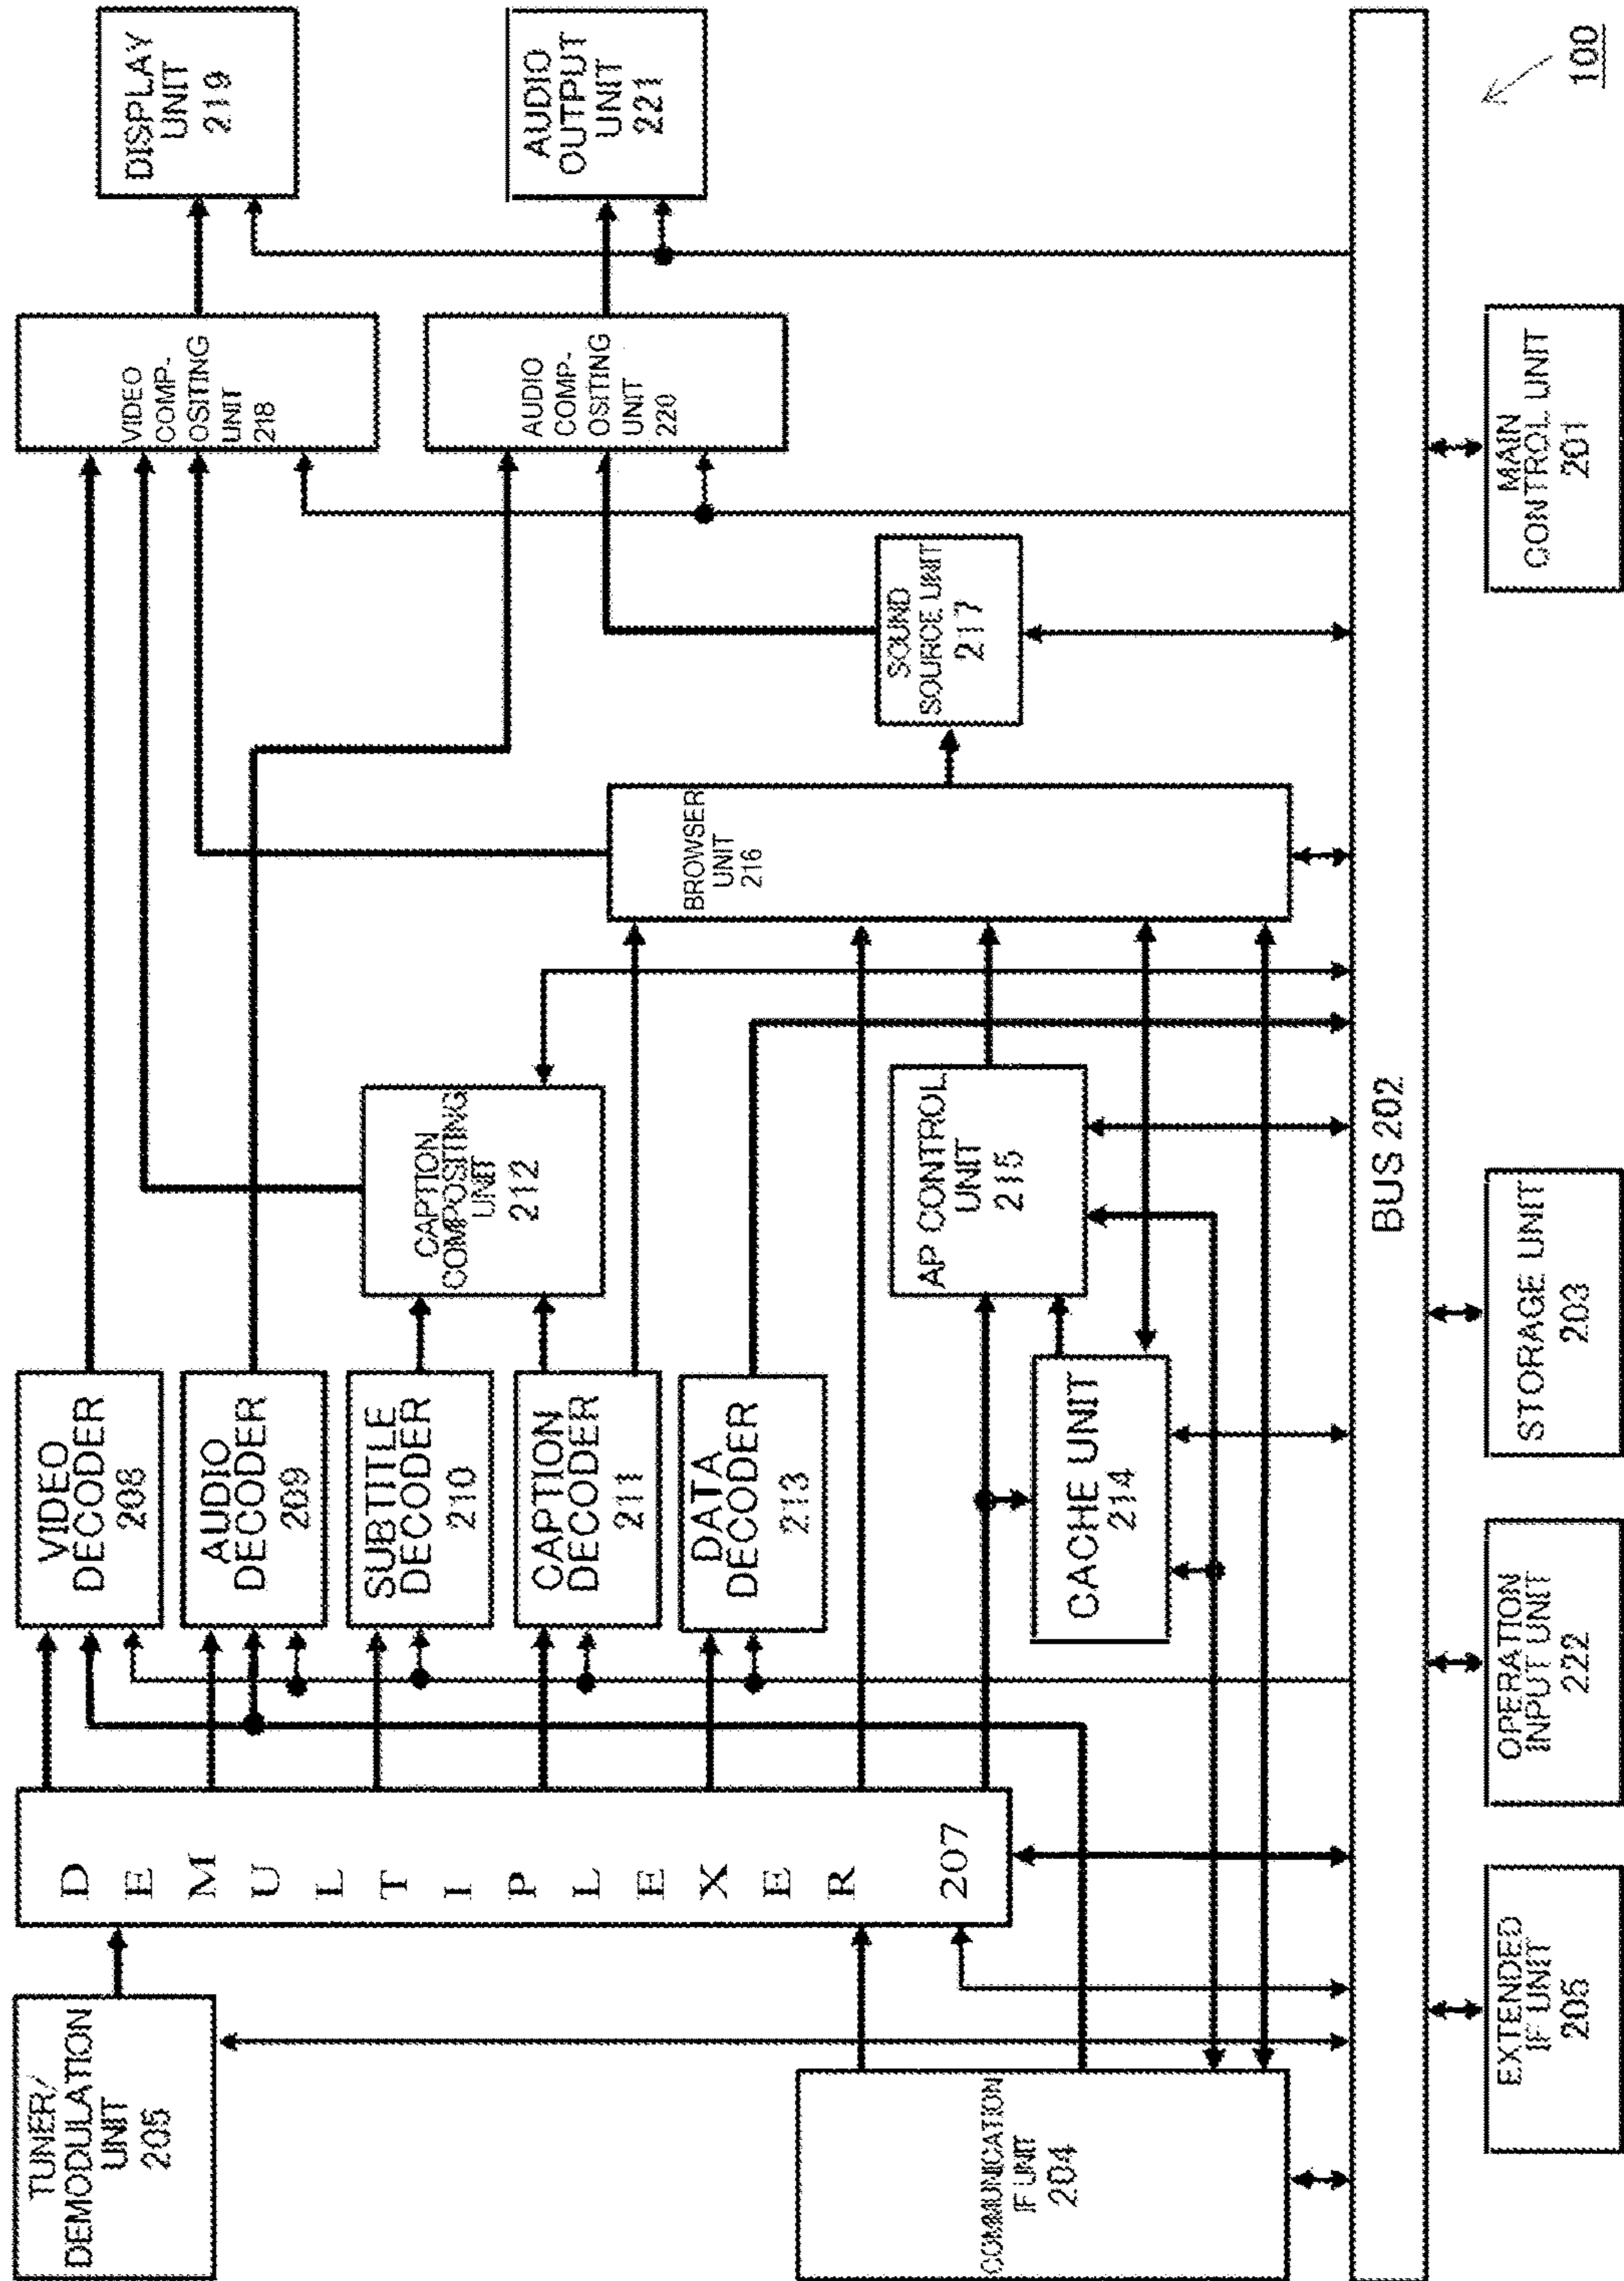 TUNER/
DEMODULATION
UNIT
205
COMMUNICATION
IF UNIT
204
DEMULTIPLEXER
207
VIDEO
DECODER
208
AUDIO
DECODER
209
SUBTITLE
DECODER
210
CAPTION
DECODER
211
DATA
DECODER
213
CACHE UNIT
214
CAPTION
COMPOSITING
UNIT
212
AP CONTROL
UNIT
215
BROWSER
UNIT
216
SOUND
SOURCE UNIT
217
VIDEO
COMP-
OSITING
UNIT
218
AUDIO
COMP-
OSITING
UNIT
220
DISPLAY
UNIT
219
AUDIO
OUTPUT
UNIT
221
BUS 202
EXTENDED
IF UNIT
205
OPERATION
INPUT UNIT
222
STORAGE UNIT
203
MAIN
CONTROL UNIT
201
100